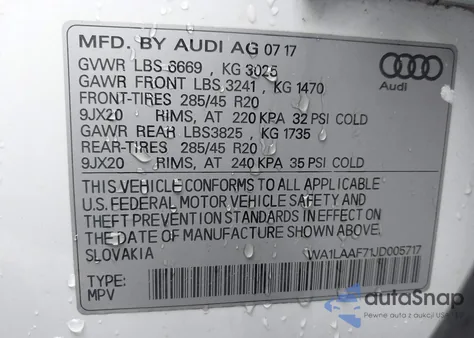 MFD. BY AUDI AG 07 17
GVWR LBS 6669 , KG 3025
GAWR FRONT LBS 3241 , KG 1470
FRONT-TIRES 285/45 R20
9JX20 RIMS, AT 220 KPA 32 PSI COLD
GAWR REAR LBS3825 , KG 1735
REAR-TIRES 285/45 R20
9JX20 RIMS, AT 240 KPA 35 PSI COLD
Audi
THIS VEHICLE CONFORMS TO ALL APPLICABLE
U.S. FEDERAL MOTOR VEHICLE SAFETY AND
THEFT PREVENTION STANDARDS IN EFFECT ON
THE DATE OF MANUFACTURE SHOWN ABOVE.
SLOVAKIA WA1LAAF71JD005717
TYPE:
MPV
autoSnap
Pewne auta z USA